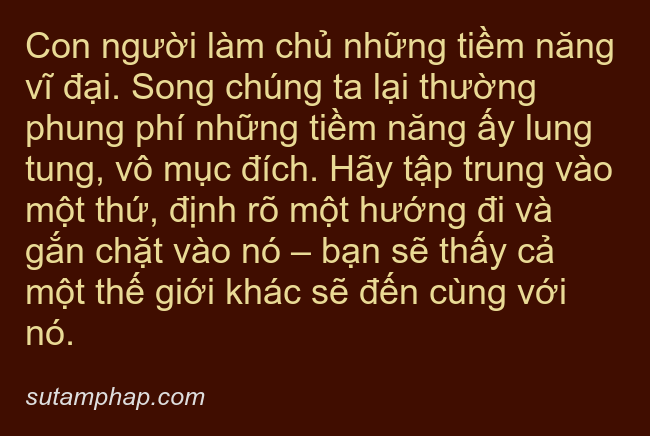 Con người làm chủ những tiềm năng
vĩ đại. Song chúng ta lại thường
phung phí những tiềm năng ấy lung
tung, vô mục đích. Hãy tập trung vào
một thứ, định rõ một hướng đi và
gắn chặt vào nó – bạn sẽ thấy cả
một thế giới khác sẽ đến cùng với
nó.
sutamphap.com